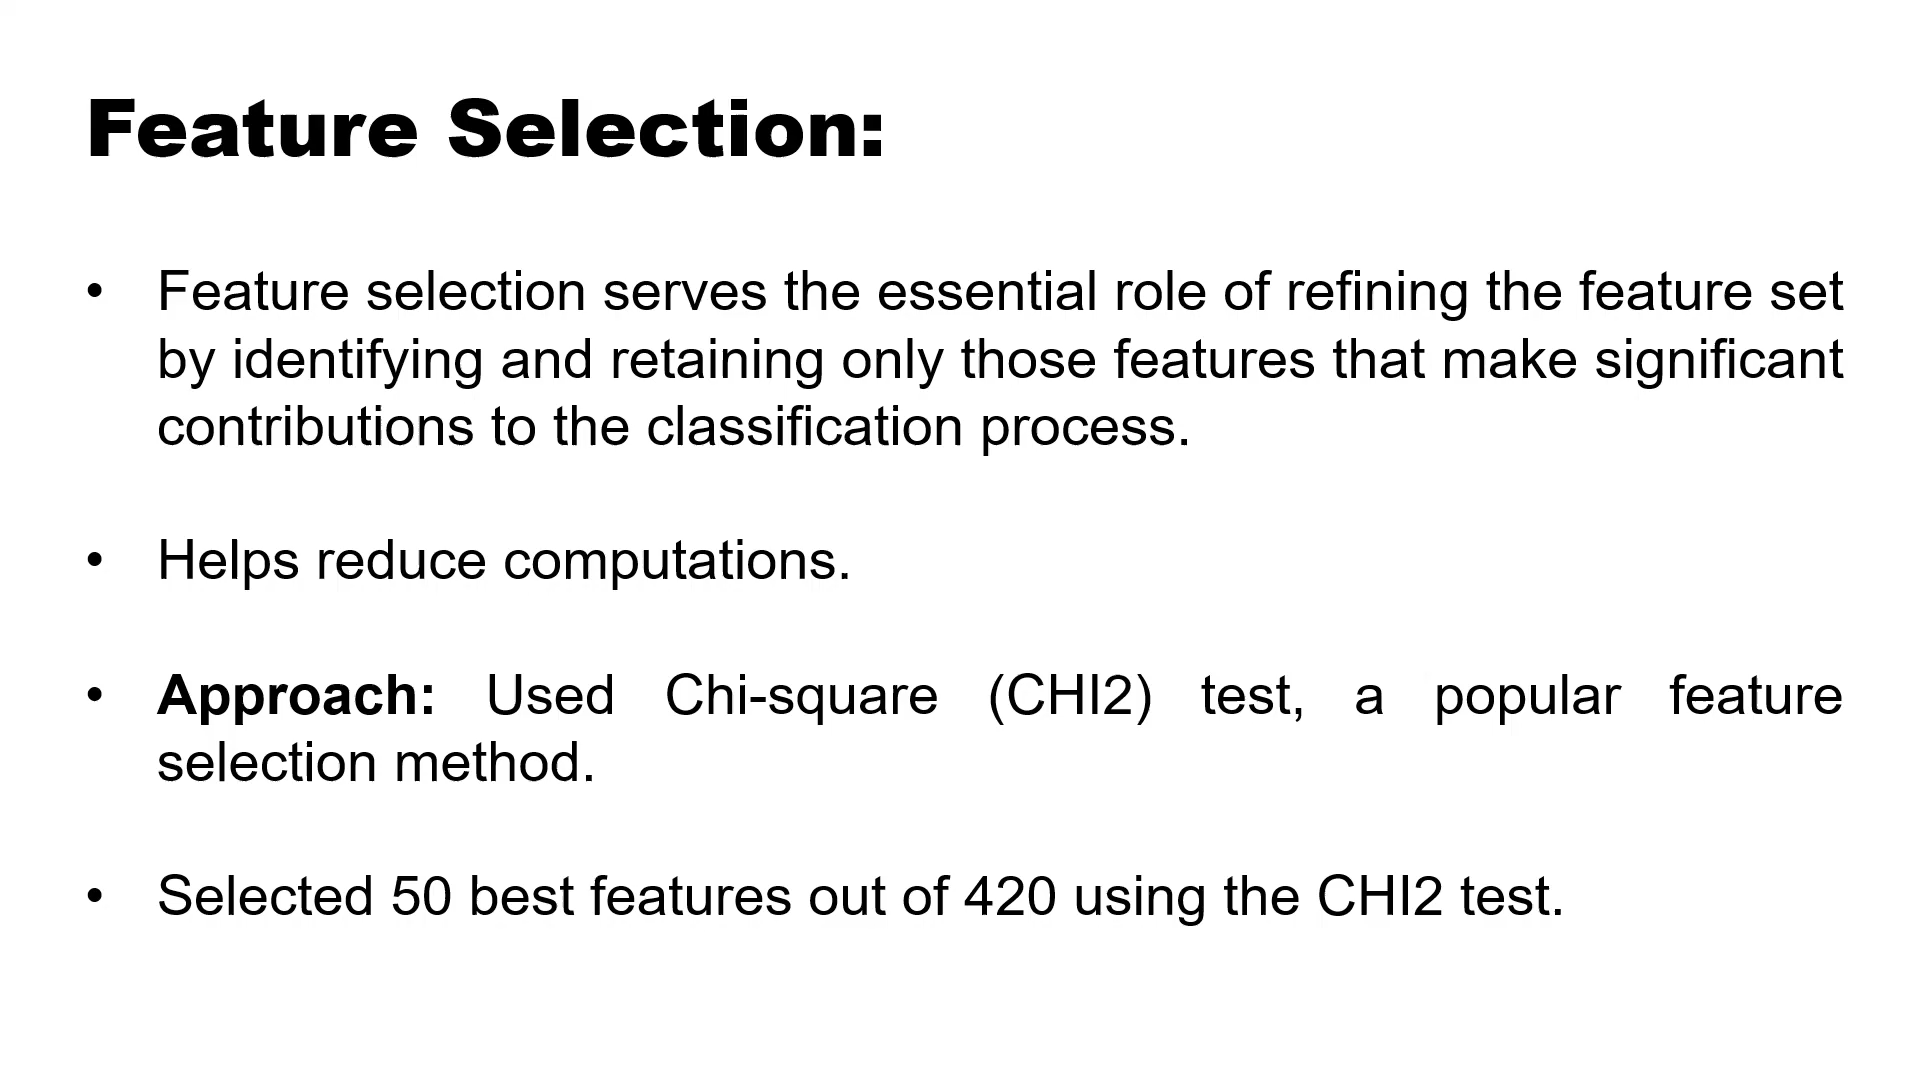 Feature Selection:
• Feature selection serves the essential role of refining the feature set
by identifying and retaining only those features that make significant
contributions to the classification process.
• Helps reduce computations.
• Approach: Used Chi-square (CHI2) test, a popular feature
selection method.
• Selected 50 best features out of 420 using the CHI2 test.